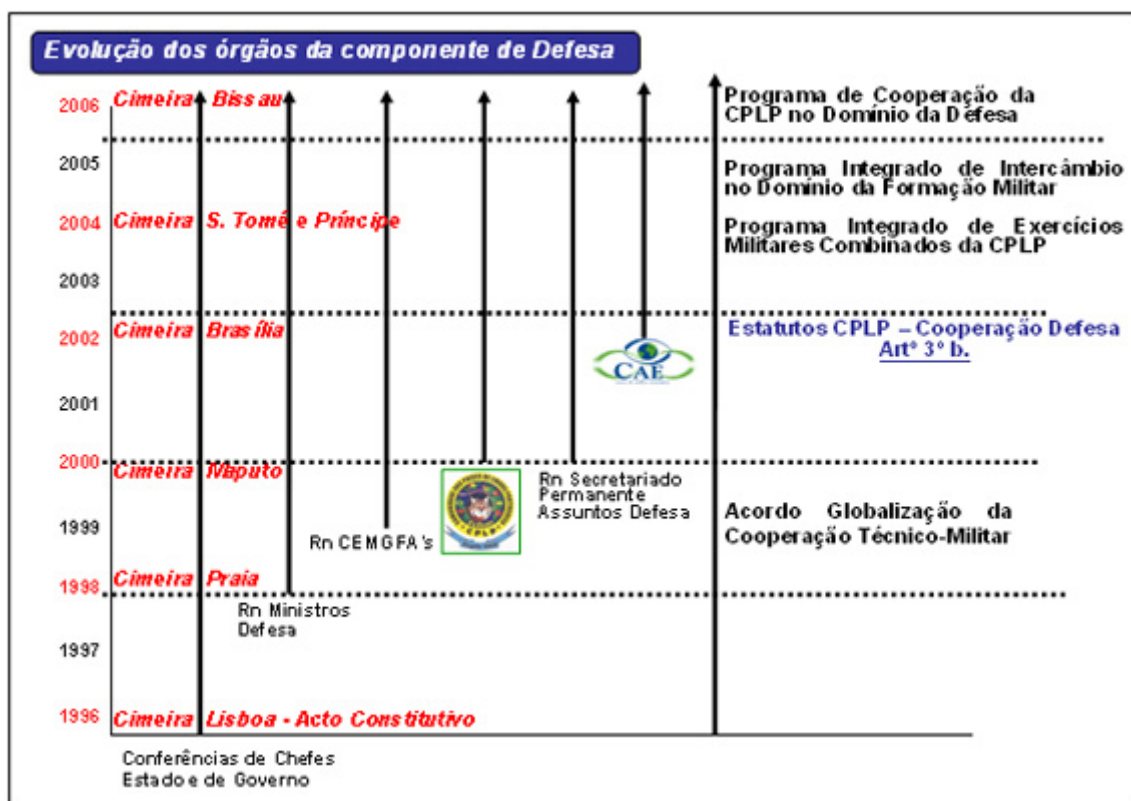 Evolução dos órgãos da componente de Defesa
2006 Cimeira Bissau
Programa de Cooperação da
CPLP no Domínio da Defesa
2005
Programa Integrado de Intercâmbio
no Domínio da Formação Militar
2004 Cimeira S. Tomé e Príncipe
Programa Integrado de Exercícios
Militares Combinados da CPLP
2003
2002 Cimeira Brasília
Estatutos CPLP – Cooperação Defesa
Artº 3º b.
CAE
2001
2000 Cimeira Maputo
Rn Secretariado
Permanente
Assuntos Defesa
CPLP
1999
Rn CEMGFA's
Acordo Globalização da
Cooperação Técnico-Militar
1998 Cimeira Praia
Rn Ministros
Defesa
1997
1996 Cimeira Lisboa - Acto Constitutivo
Conferências de Chefes
Estado e de Governo